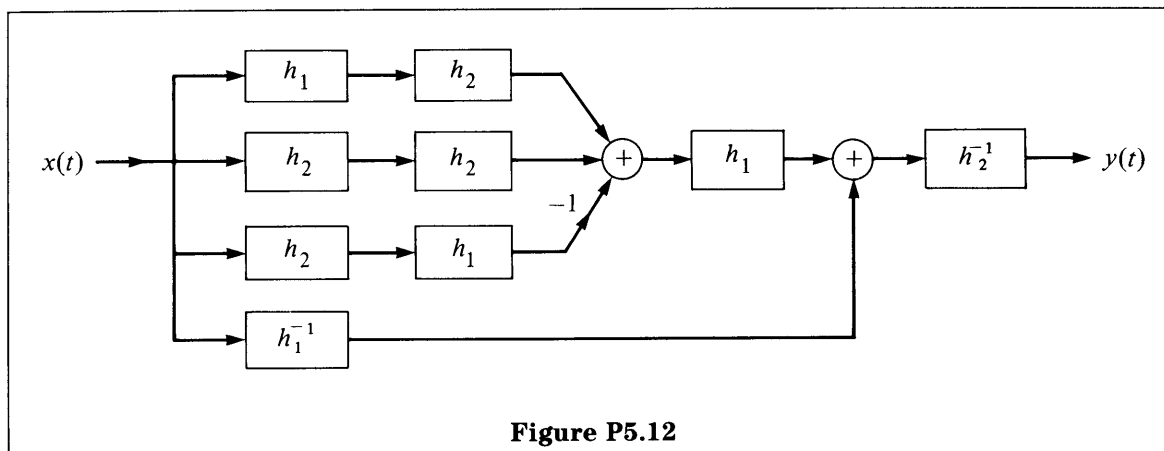 h₁ h₂
x(t) h₂ h₂ + h₁ + h₂⁻¹ y(t)
−1
h₂ h₁
h₁⁻¹
Figure P5.12